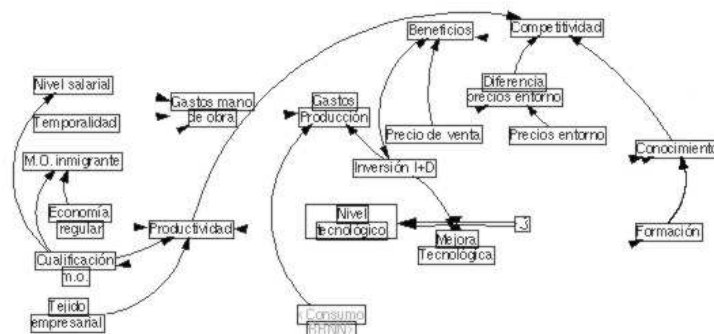 Beneficios
Competitividad
Nivel salarial
Gastos mano
de obra
Gastos
Producción
Diferencia
precios entorno
Temporalidad
Precio de venta
Precios entorno
M.O. inmigrante
Inversión I+D
Conocimiento
Economía
regular
Productividad
Nivel
tecnológico
Mejora
Tecnológica
Formación
Cualificación
m.o.
Tejido
empresarial
Consumo